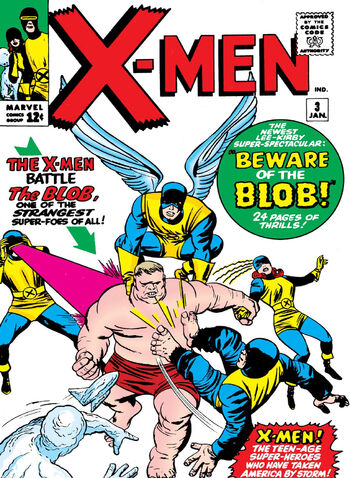 APPROVED
BY THE
COMICS
CODE
AUTHORITY
X-MEN
IND.
MARVEL
COMICS
GROUP
12¢
3
JAN.
THE
NEWEST
LEE-KIRBY
SUPER-SPECTACULAR:
"BEWARE
OF THE
BLOB!"
24 PAGES OF
THRILLS!
THE X-MEN
BATTLE
The BLOB,
ONE OF THE
STRANGEST
SUPER-FOES OF ALL!
X-MEN!
THE TEEN-AGE
SUPER-HEROES
WHO HAVE TAKEN
AMERICA BY STORM!